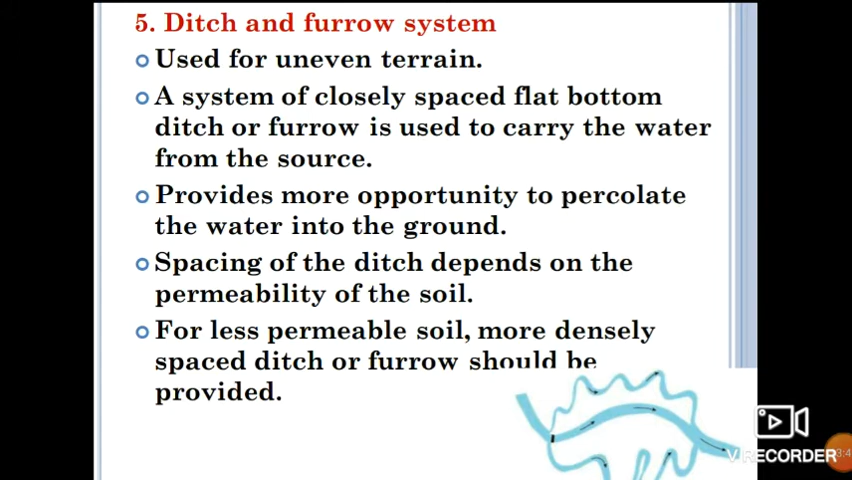 5. Ditch and furrow system
Used for uneven terrain.
A system of closely spaced flat bottom
ditch or furrow is used to carry the water
from the source.
Provides more opportunity to percolate
the water into the ground.
Spacing of the ditch depends on the
permeability of the soil.
For less permeable soil, more densely
spaced ditch or furrow should be
provided.
V RECORDER